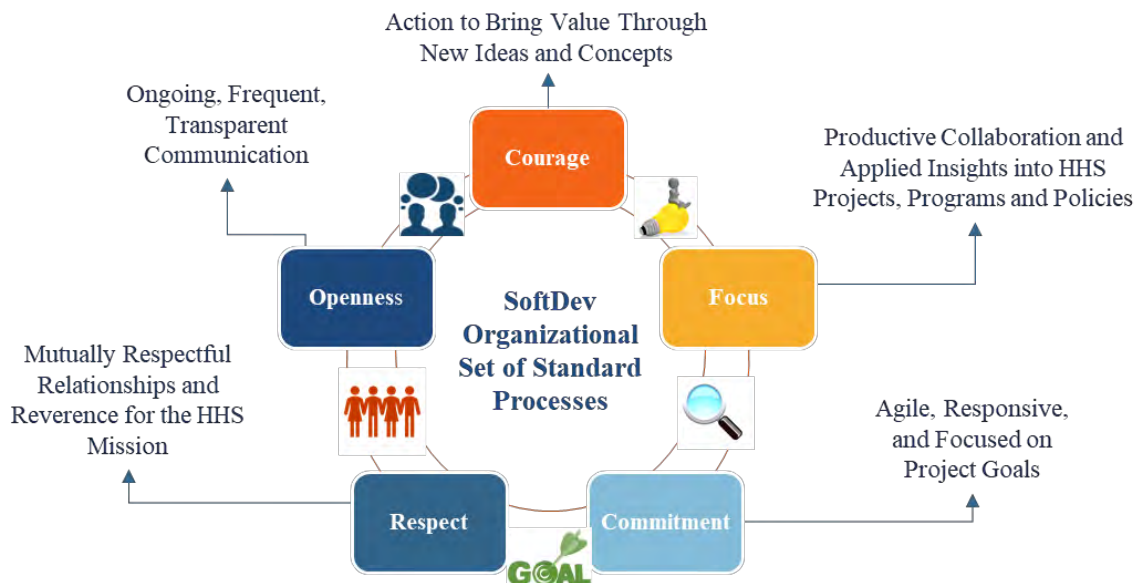 Action to Bring Value Through
New Ideas and Concepts
Ongoing, Frequent,
Transparent
Communication
Courage
Productive Collaboration and
Applied Insights into HHS
Projects, Programs and Policies
Openness
SoftDev
Organizational
Set of Standard
Processes
Focus
Mutually Respectful
Relationships and
Reverence for the HHS
Mission
Agile, Responsive,
and Focused on
Project Goals
Respect
Commitment
GOAL